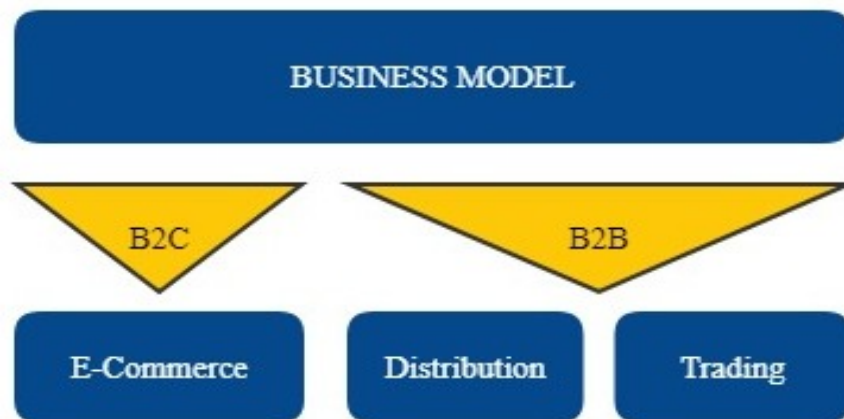 BUSINESS MODEL
B2C
B2B
E-Commerce
Distribution
Trading